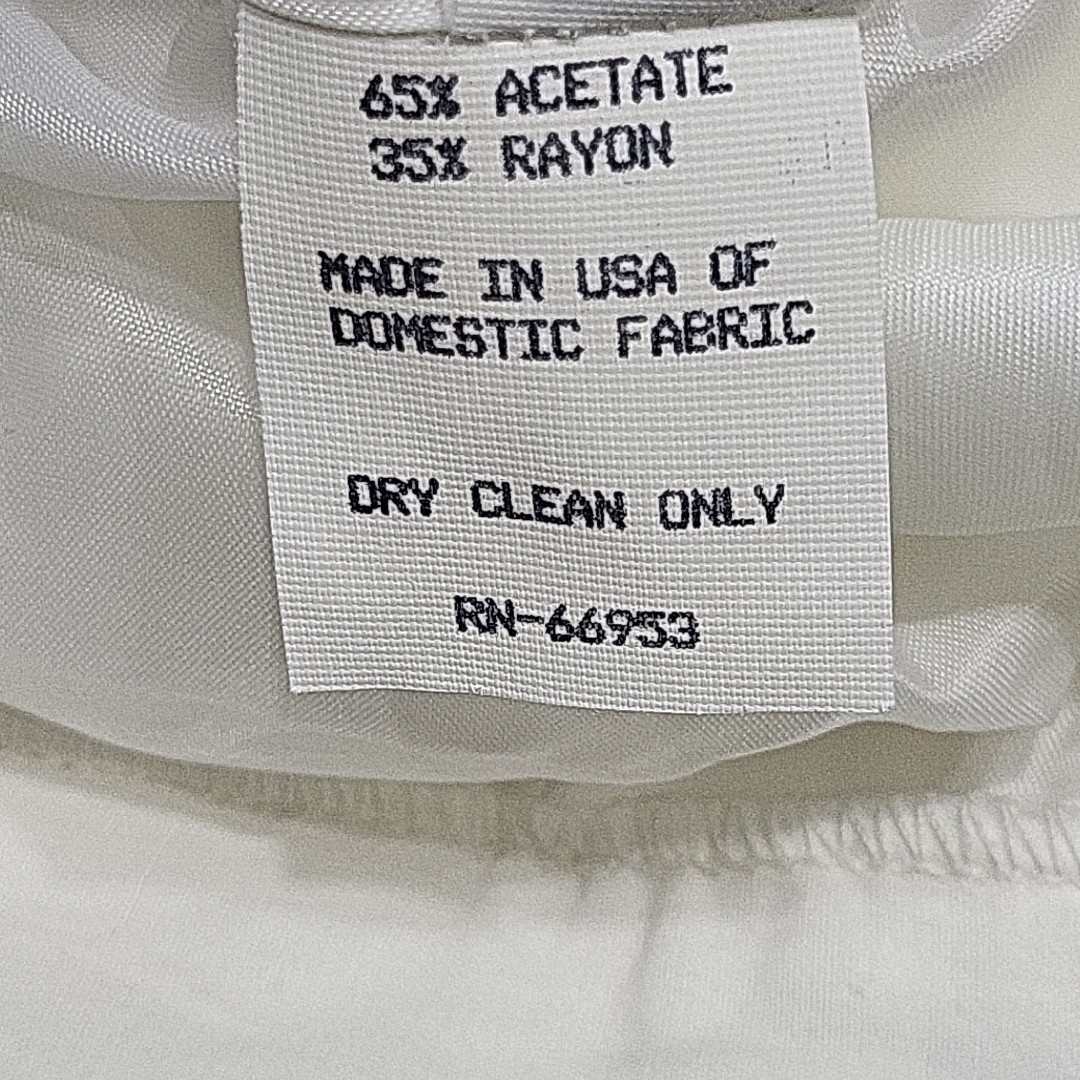 65% ACETATE
35% RAYON
MADE IN USA OF
DOMESTIC FABRIC
DRY CLEAN ONLY
RN-66953